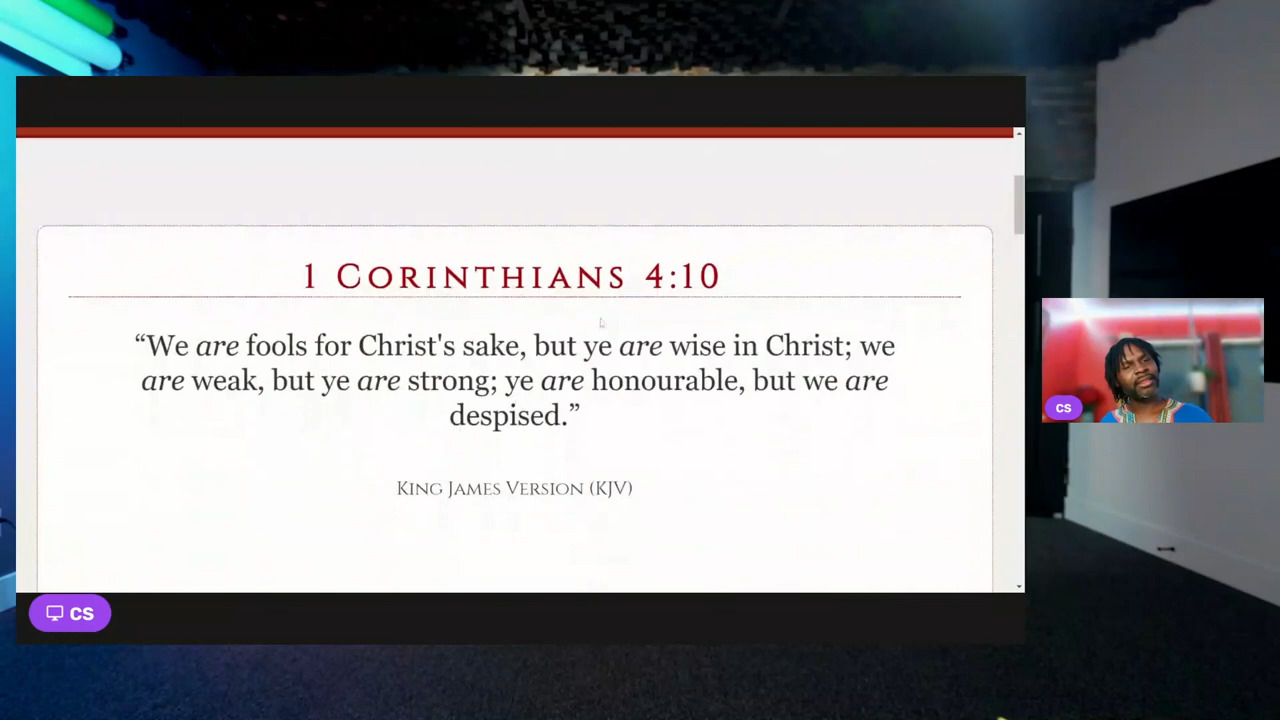 1 Corinthians 4:10
“We are fools for Christ's sake, but ye are wise in Christ; we
are weak, but ye are strong; ye are honourable, but we are
despised.”
King James Version (KJV)
CS
CS